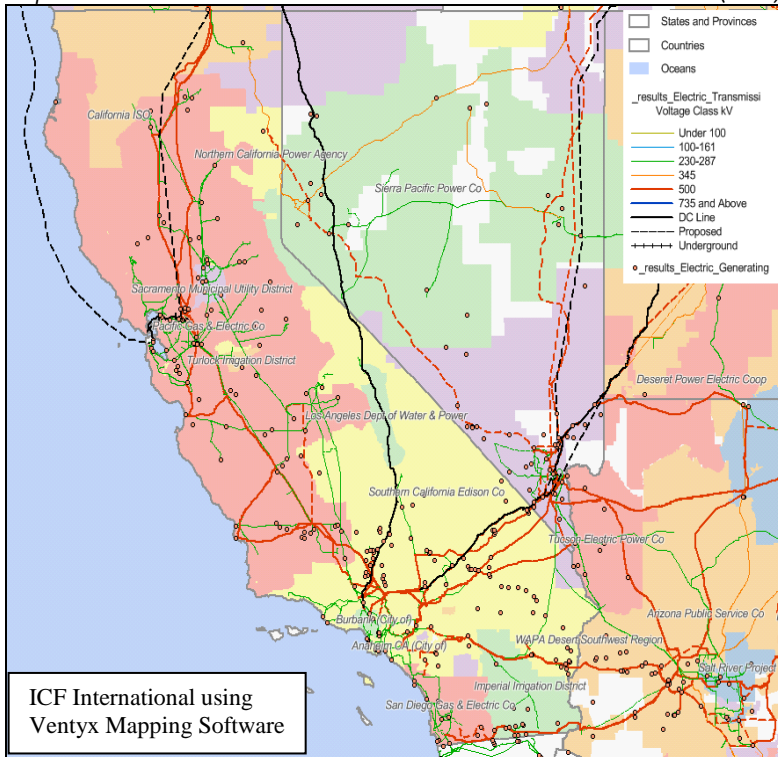 States and Provinces
Countries
Oceans
_results_Electric_Transmissi
Voltage Class kV
Under 100
100-161
230-287
345
500
735 and Above
DC Line
Proposed
Underground
_results_Electric_Generating
California ISO
Northern California Power Agency
Sierra Pacific Power Co
Sacramento Municipal Utility District
Pacific Gas & Electric Co
Turlock Irrigation District
Deseret Power Electric Coop
Los Angeles Dept of Water & Power
Southern California Edison Co
Tucson Electric Power Co
Burbank (City of)
Arizona Public Service Co
Anaheim CA (City of)
WAPA Desert Southwest Region
Salt River Project
Imperial Irrigation District
San Diego Gas & Electric Co
ICF International using
Ventyx Mapping Software